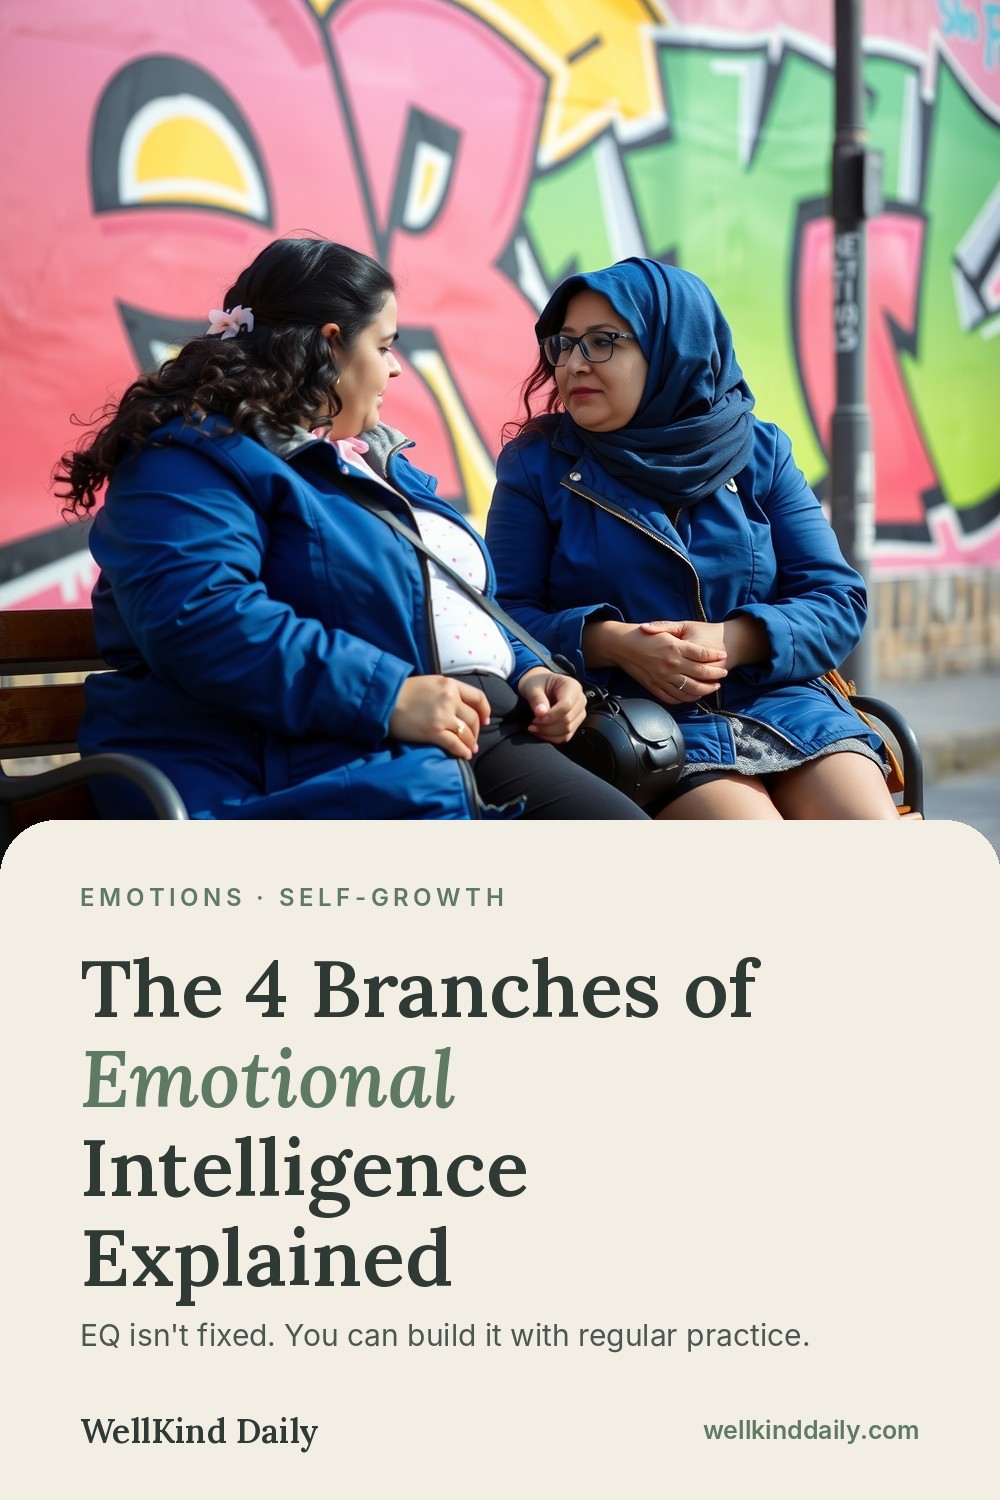 EMOTIONS · SELF-GROWTH
The 4 Branches of
Emotional
Intelligence
Explained
EQ isn't fixed. You can build it with regular practice.
WellKind Daily
wellkinddaily.com